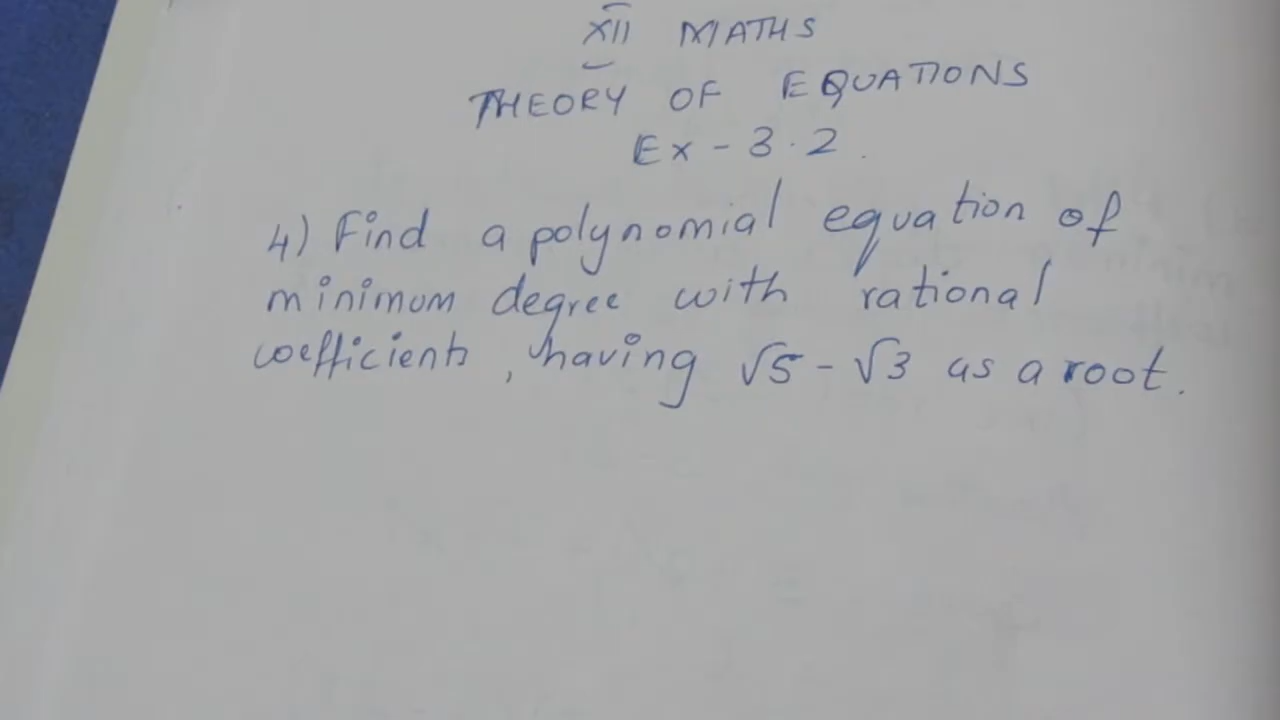 XII MATHS
THEORY OF EQUATIONS
Ex - 3.2.
4) Find a polynomial equation of
minimum degree with rational
coefficients, having √5 - √3 as a root.